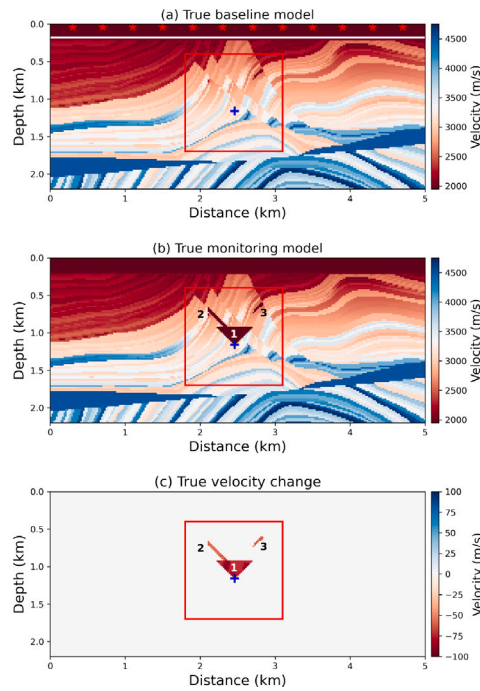 (a) True baseline model
0.0
0.5
1.0
1.5
2.0
Depth (km)
0 1 2 3 4 5
Distance (km)
4500
4000
3500
3000
2500
2000
Velocity (m/s)
(b) True monitoring model
0.0
0.5
1.0
1.5
2.0
Depth (km)
2 3
1
0 1 2 3 4 5
Distance (km)
4500
4000
3500
3000
2500
2000
Velocity (m/s)
(c) True velocity change
0.0
0.5
1.0
1.5
2.0
Depth (km)
2 3
1
0 1 2 3 4 5
Distance (km)
100
75
50
25
0
−25
−50
−75
−100
Velocity (m/s)